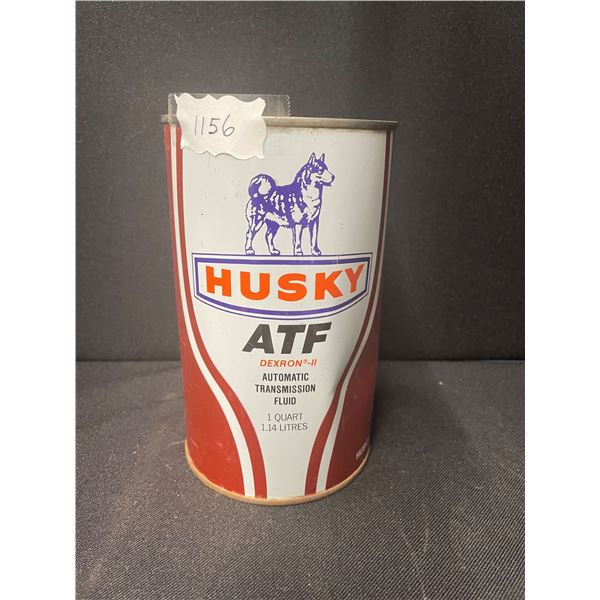 1156
HUSKY
ATF
DEXRON®-II
AUTOMATIC
TRANSMISSION
FLUID
1 QUART
1.14 LITRES